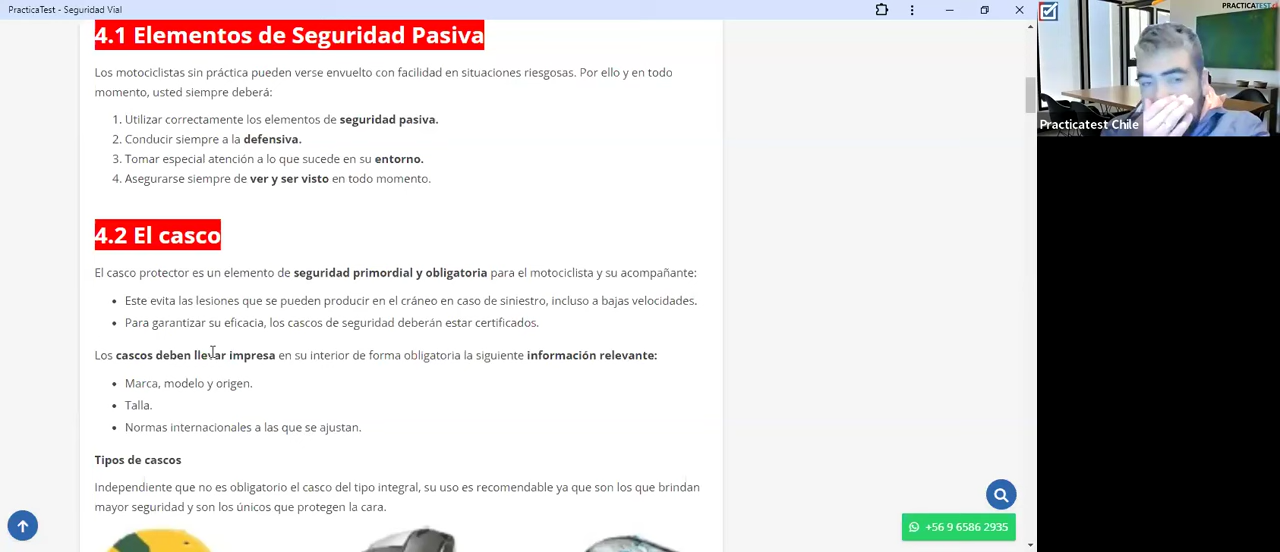 PracticaTest - Seguridad Vial
4.1 Elementos de Seguridad Pasiva
Los motociclistas sin práctica pueden verse envuelto con facilidad en situaciones riesgosas. Por ello y en todo
momento, usted siempre deberá:
1. Utilizar correctamente los elementos de seguridad pasiva.
2. Conducir siempre a la defensiva.
3. Tomar especial atención a lo que sucede en su entorno.
4. Asegurarse siempre de ver y ser visto en todo momento.
4.2 El casco
El casco protector es un elemento de seguridad primordial y obligatoria para el motociclista y su acompañante:
• Este evita las lesiones que se pueden producir en el cráneo en caso de siniestro, incluso a bajas velocidades.
• Para garantizar su eficacia, los cascos de seguridad deberán estar certificados.
Los cascos deben llevar impresa en su interior de forma obligatoria la siguiente información relevante:
• Marca, modelo y origen.
• Talla.
• Normas internacionales a las que se ajustan.
Tipos de cascos
Independiente que no es obligatorio el casco del tipo integral, su uso es recomendable ya que son los que brindan
mayor seguridad y son los únicos que protegen la cara.
+56 9 6586 2935
PRACTICATEST
Practicatest Chile